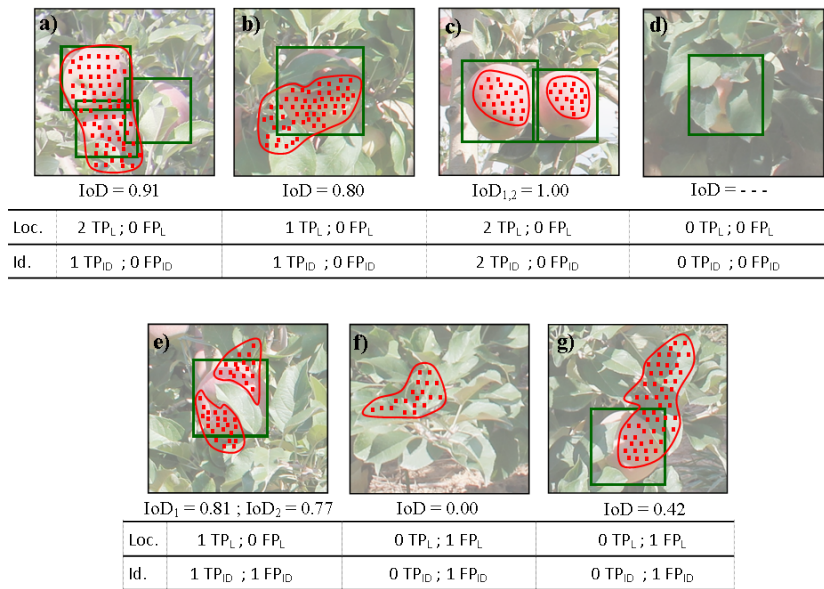 a) b) c) d)
IoD = 0.91 IoD = 0.80 IoD1,2 = 1.00 IoD = - - -
Loc. 2 TPL ; 0 FPL 1 TPL ; 0 FPL 2 TPL ; 0 FPL 0 TPL ; 0 FPL
Id. 1 TPID ; 0 FPID 1 TPID ; 0 FPID 2 TPID ; 0 FPID 0 TPID ; 0 FPID
e) f) g)
IoD1 = 0.81 ; IoD2 = 0.77 IoD = 0.00 IoD = 0.42
Loc. 1 TPL ; 0 FPL 0 TPL ; 1 FPL 0 TPL ; 1 FPL
Id. 1 TPID ; 1 FPID 0 TPID ; 1 FPID 0 TPID ; 1 FPID